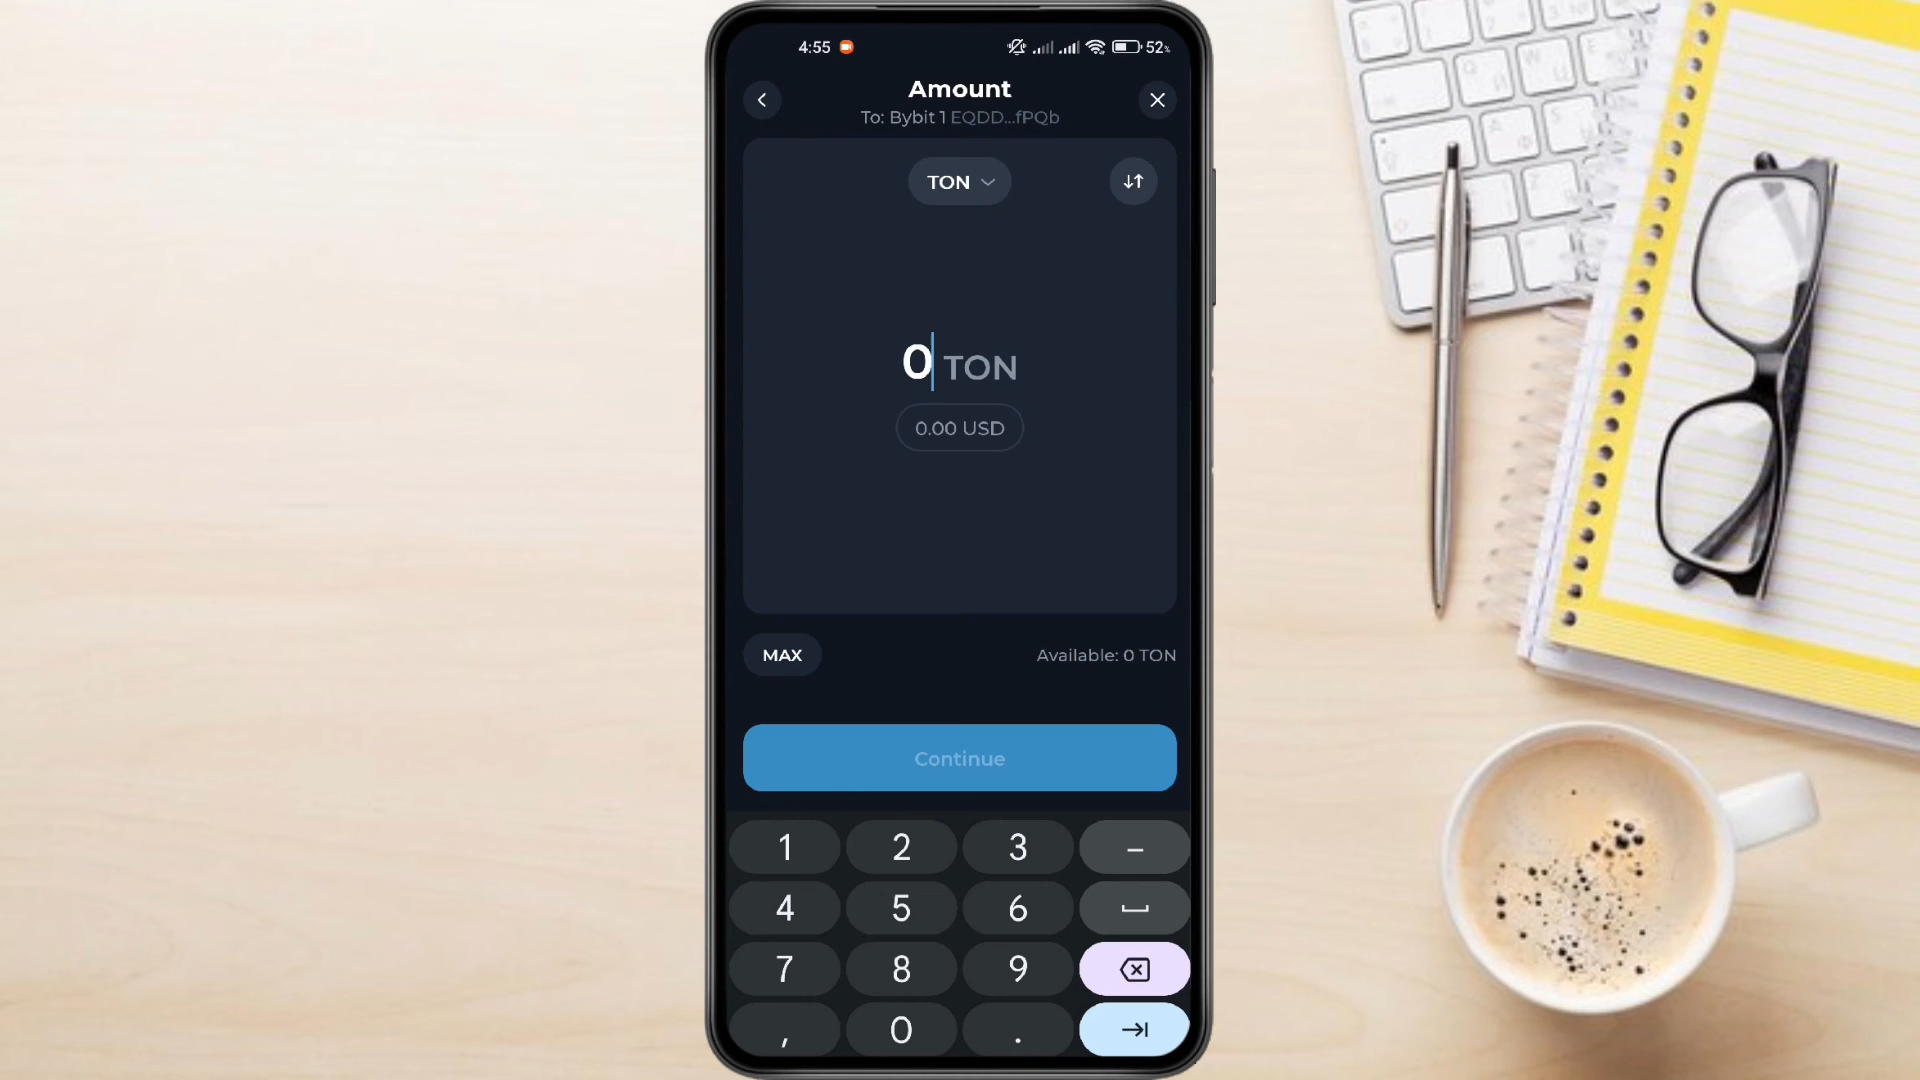 4:55 52%
Amount
To: Bybit 1 EQDD...fPQb
TON
0 TON
0.00 USD
MAX Available: 0 TON
Continue
1 2 3 –
4 5 6
7 8 9
, 0 .